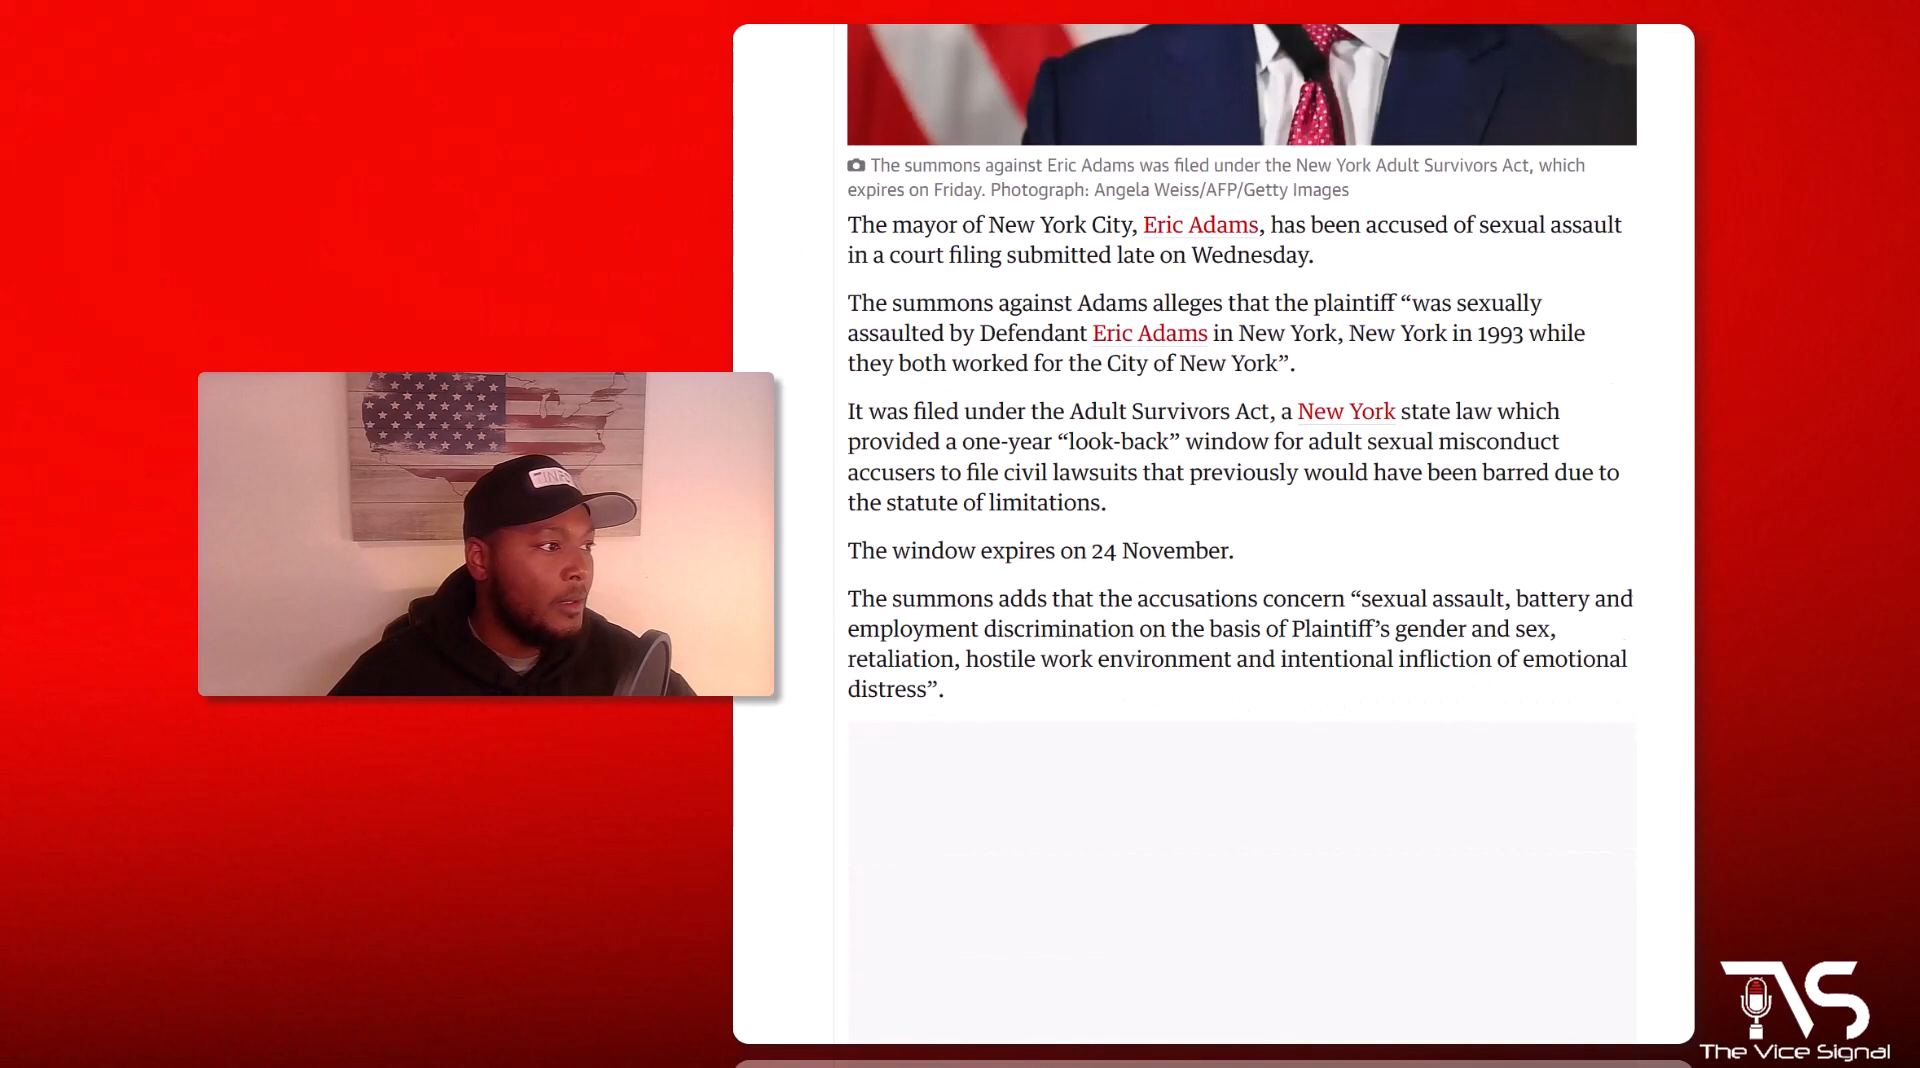 The summons against Eric Adams was filed under the New York Adult Survivors Act, which
expires on Friday. Photograph: Angela Weiss/AFP/Getty Images
The mayor of New York City, Eric Adams, has been accused of sexual assault
in a court filing submitted late on Wednesday.
The summons against Adams alleges that the plaintiff “was sexually
assaulted by Defendant Eric Adams in New York, New York in 1993 while
they both worked for the City of New York”.
It was filed under the Adult Survivors Act, a New York state law which
provided a one-year “look-back” window for adult sexual misconduct
accusers to file civil lawsuits that previously would have been barred due to
the statute of limitations.
The window expires on 24 November.
The summons adds that the accusations concern “sexual assault, battery and
employment discrimination on the basis of Plaintiff’s gender and sex,
retaliation, hostile work environment and intentional infliction of emotional
distress”.
TVS
The Vice Signal